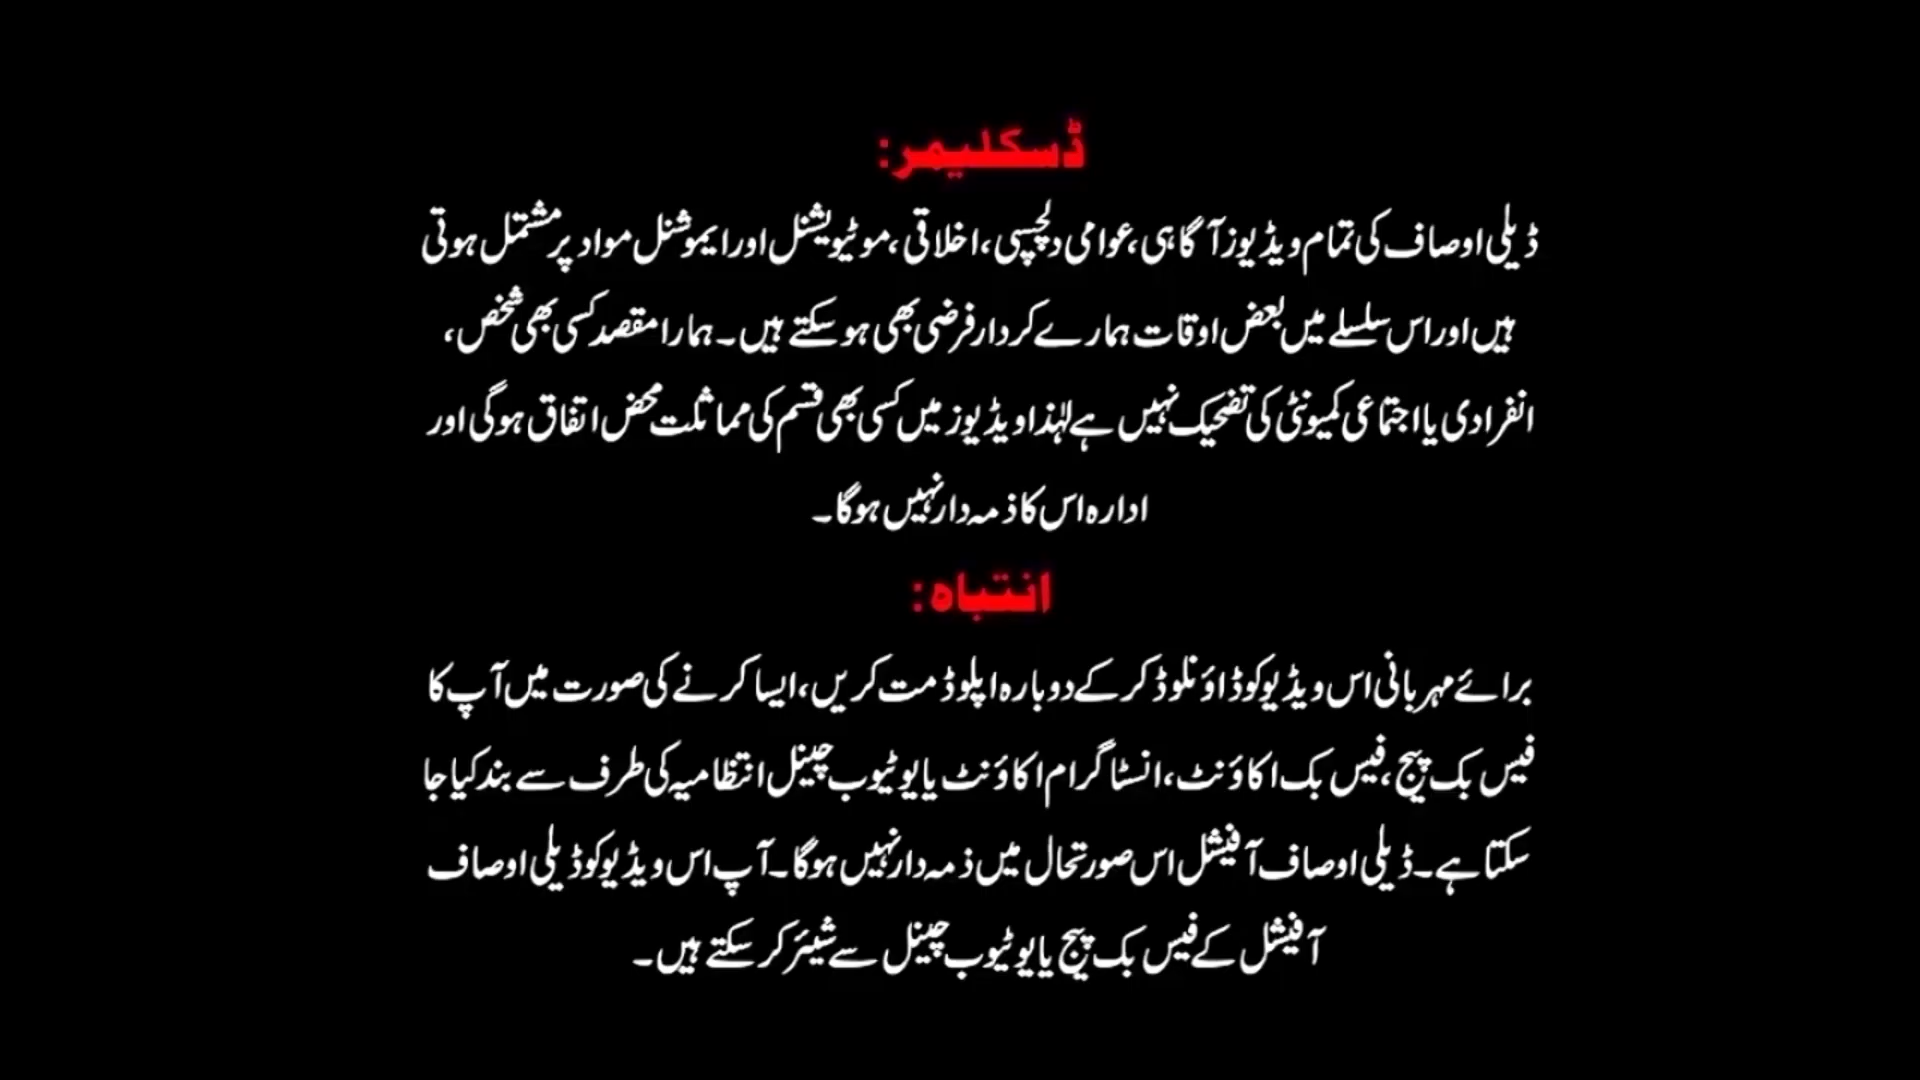 ڈسکلیمر:
ڈیلی اوصاف کی تمام ویڈیوز آگاہی، عوامی دلچسپی، اخلاقی، موٹیویشنل اور ایموشنل مواد پر مشتمل ہوتی
ہیں اور اس سلسلے میں بعض اوقات ہمارے کردار فرضی بھی ہو سکتے ہیں۔ ہمارا مقصد کسی بھی شخص،
انفرادی یا اجتماعی کمیونٹی کی تضحیک نہیں ہے لہٰذا ویڈیوز میں کسی بھی قسم کی مماثلت محض اتفاق ہوگی اور
ادارہ اس کا ذمہ دار نہیں ہوگا۔
انتباہ:
برائے مہربانی اس ویڈیو کو ڈاؤنلوڈ کر کے دوبارہ اپلوڈ مت کریں، ایسا کرنے کی صورت میں آپ کا
فیس بک پیج، فیس بک اکاؤنٹ، انسٹاگرام اکاؤنٹ یا یوٹیوب چینل انتظامیہ کی طرف سے بند کیا جا
سکتا ہے۔ ڈیلی اوصاف آفیشل اس صورتحال میں ذمہ دار نہیں ہوگا۔ آپ اس ویڈیو کو ڈیلی اوصاف
آفیشل کے فیس بک پیج یا یوٹیوب چینل سے شیئر کر سکتے ہیں۔